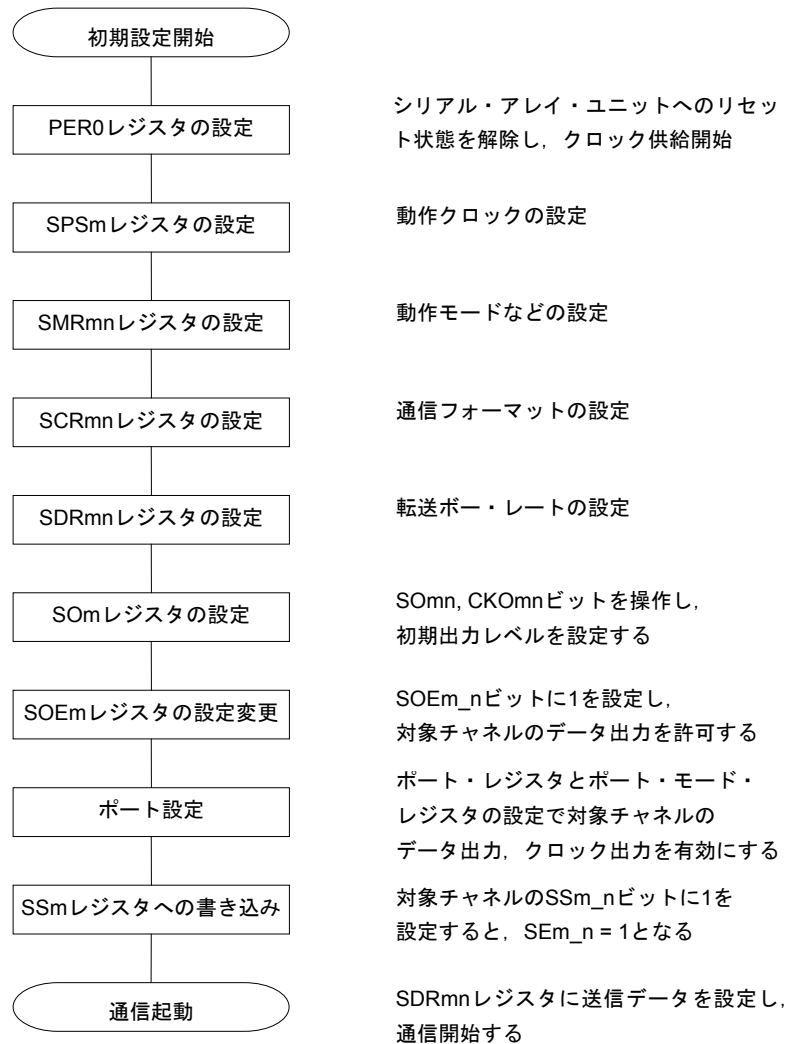 初期設定開始
PER0レジスタの設定
シリアル・アレイ・ユニットへのリセッ
ト状態を解除し，クロック供給開始
SPSmレジスタの設定
動作クロックの設定
SMRmnレジスタの設定
動作モードなどの設定
SCRmnレジスタの設定
通信フォーマットの設定
SDRmnレジスタの設定
転送ボー・レートの設定
SOmレジスタの設定
SOmn, CKOmnビットを操作し，
初期出力レベルを設定する
SOEmレジスタの設定変更
SOEm_nビットに1を設定し，
対象チャネルのデータ出力を許可する
ポート設定
ポート・レジスタとポート・モード・
レジスタの設定で対象チャネルの
データ出力，クロック出力を有効にする
SSmレジスタへの書き込み
対象チャネルのSSm_nビットに1を
設定すると，SEm_n = 1となる
通信起動
SDRmnレジスタに送信データを設定し，
通信開始する